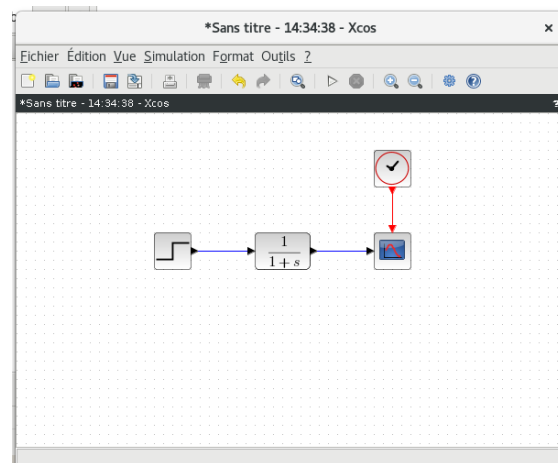 *Sans titre - 14:34:38 - Xcos
Fichier Édition Vue Simulation Format Outils ?
*Sans titre - 14:34:38 - Xcos
1
1 + s